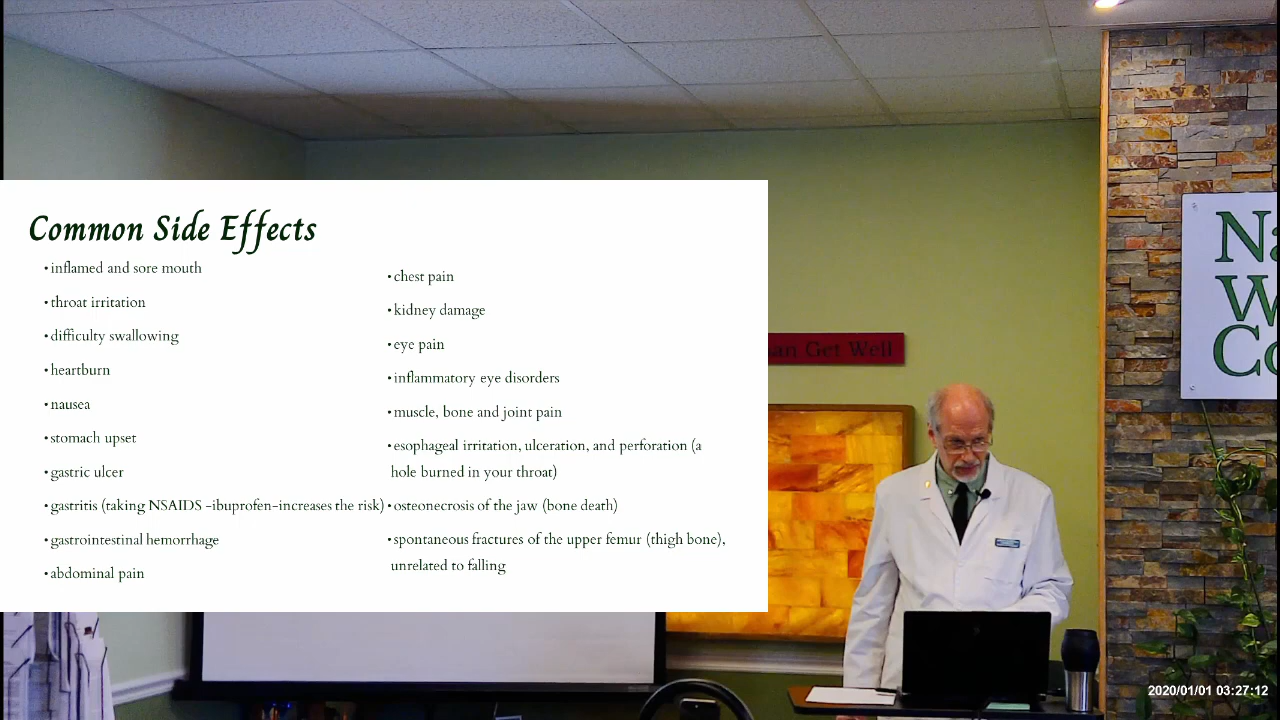 Common Side Effects
•inflamed and sore mouth
•throat irritation
•difficulty swallowing
•heartburn
•nausea
•stomach upset
•gastric ulcer
•gastritis (taking NSAIDS -ibuprofen-increases the risk)
•gastrointestinal hemorrhage
•abdominal pain
•chest pain
•kidney damage
•eye pain
•inflammatory eye disorders
•muscle, bone and joint pain
•esophageal irritation, ulceration, and perforation (a
hole burned in your throat)
•osteonecrosis of the jaw (bone death)
•spontaneous fractures of the upper femur (thigh bone),
unrelated to falling
an Get Well
Na
W
Co
2020/01/01 03:27:12